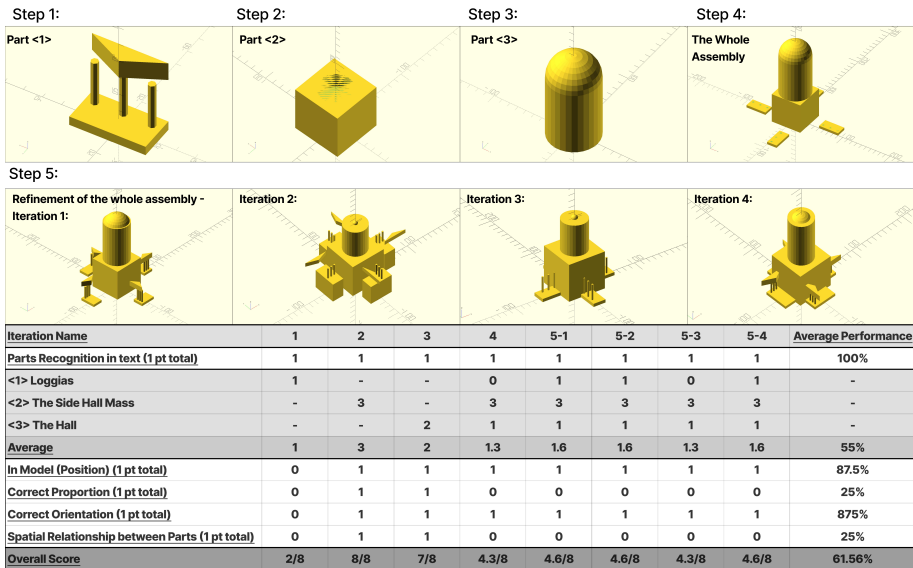 Step 1:
Step 2:
Step 3:
Step 4:
Part <1>
Part <2>
Part <3>
The Whole
Assembly
Step 5:
Refinement of the whole assembly -
Iteration 1:
Iteration 2:
Iteration 3:
Iteration 4:
Iteration Name 1 2 3 4 5-1 5-2 5-3 5-4 Average Performance
Parts Recognition in text (1 pt total) 1 1 1 1 1 1 1 1 100%
<1> Loggias 1 - - 0 1 1 0 1 -
<2> The Side Hall Mass - 3 - 3 3 3 3 3 -
<3> The Hall - - 2 1 1 1 1 1 -
Average 1 3 2 1.3 1.6 1.6 1.3 1.6 55%
In Model (Position) (1 pt total) 0 1 1 1 1 1 1 1 87.5%
Correct Proportion (1 pt total) 0 1 1 0 0 0 0 0 25%
Correct Orientation (1 pt total) 0 1 1 1 1 1 1 1 875%
Spatial Relationship between Parts (1 pt total) 0 1 1 0 0 0 0 0 25%
Overall Score 2/8 8/8 7/8 4.3/8 4.6/8 4.6/8 4.3/8 4.6/8 61.56%